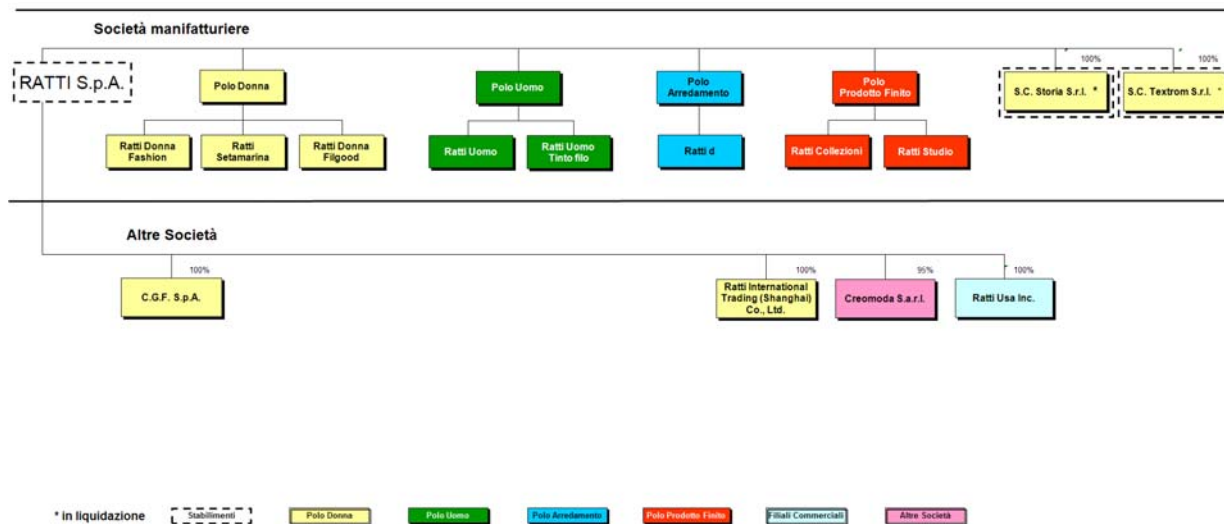 Società manifatturiere
RATTI S.p.A.
Polo Donna
Polo Uomo
Polo
Arredamento
Polo
Prodotto Finito
100%
S.C. Storia S.r.l. *
100%
S.C. Textrom S.r.l. *
Ratti Donna
Fashion
Ratti
Setamarina
Ratti Donna
Filgood
Ratti Uomo
Ratti Uomo
Tinto filo
Ratti d
Ratti Collezioni
Ratti Studio
Altre Società
100%
C.G.F. S.p.A.
100%
Ratti International
Trading (Shanghai)
Co., Ltd.
95%
Creomoda S.a.r.l.
100%
Ratti Usa Inc.
* in liquidazione
Stabilimenti
Polo Donna
Polo Uomo
Polo Arredamento
Polo Prodotto Finito
Filiali Commerciali
Altre Società